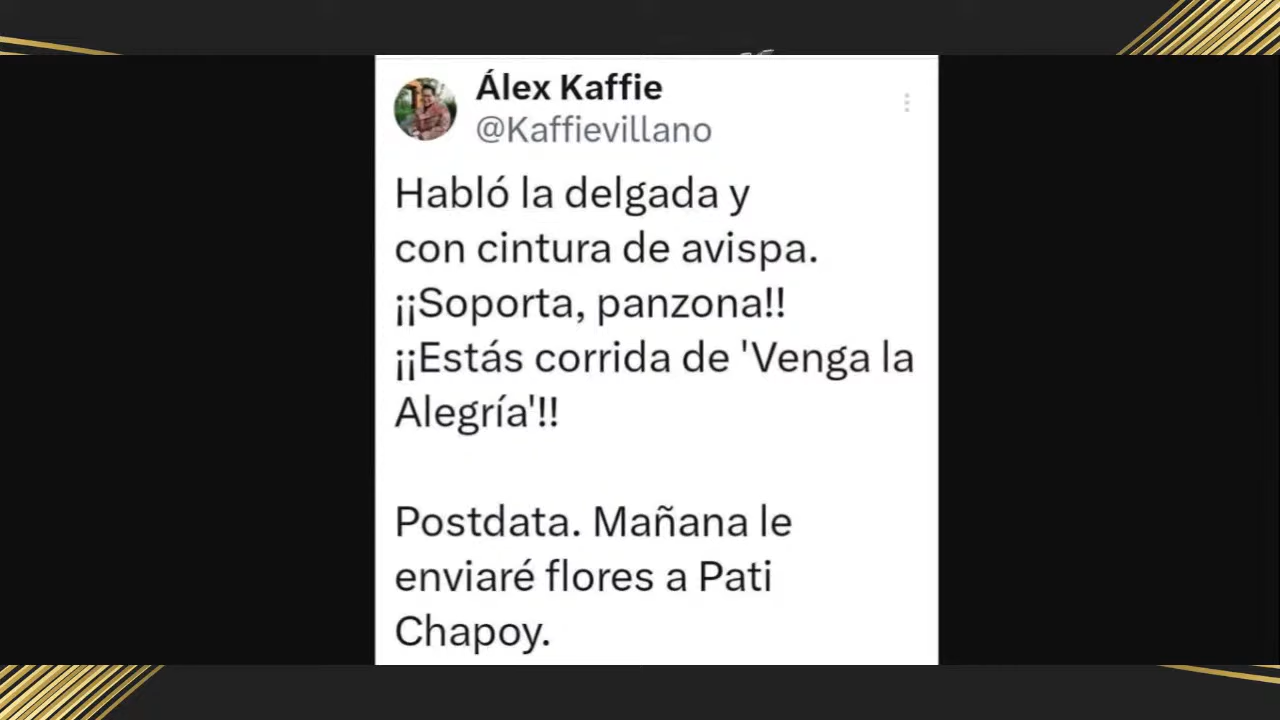 Álex Kaffie
@Kaffievillano
Habló la delgada y
con cintura de avispa.
¡¡Soporta, panzona!!
¡¡Estás corrida de 'Venga la
Alegría'!!
Postdata. Mañana le
enviaré flores a Pati
Chapoy.